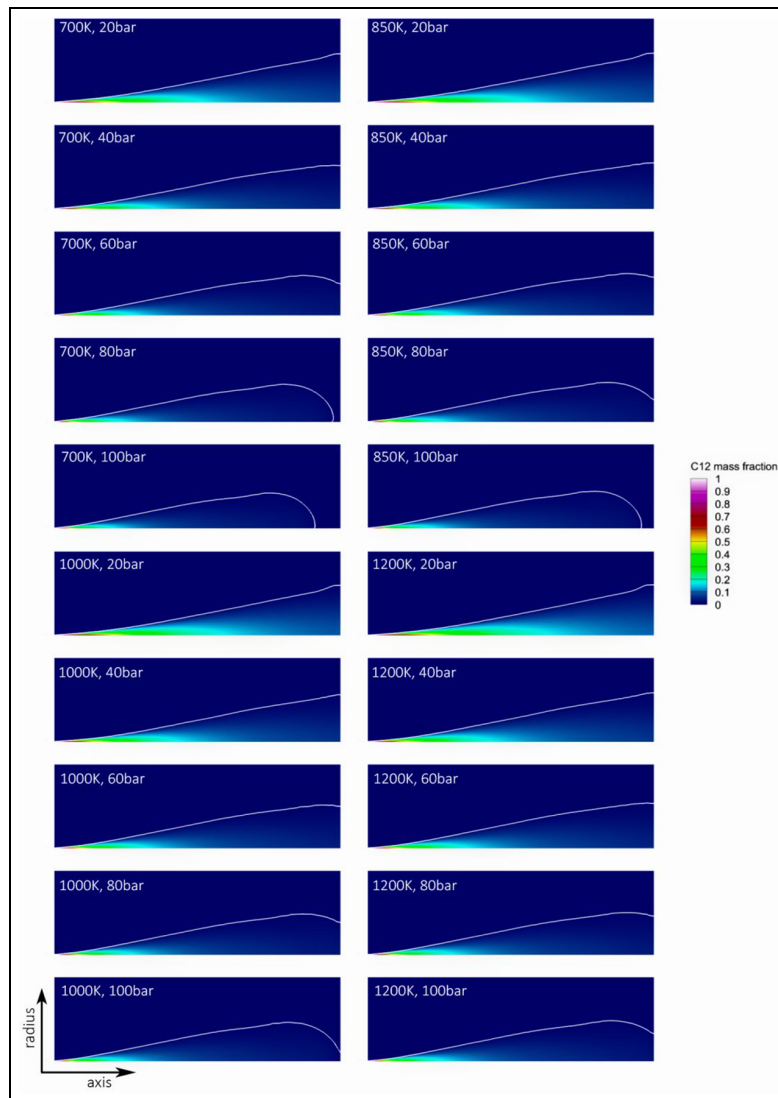 700K, 20bar
850K, 20bar
700K, 40bar
850K, 40bar
700K, 60bar
850K, 60bar
700K, 80bar
850K, 80bar
700K, 100bar
850K, 100bar
C12 mass fraction
1
0.9
0.8
0.7
0.6
0.5
0.4
0.3
0.2
0.1
0
1000K, 20bar
1200K, 20bar
1000K, 40bar
1200K, 40bar
1000K, 60bar
1200K, 60bar
1000K, 80bar
1200K, 80bar
1000K, 100bar
1200K, 100bar
radius
axis